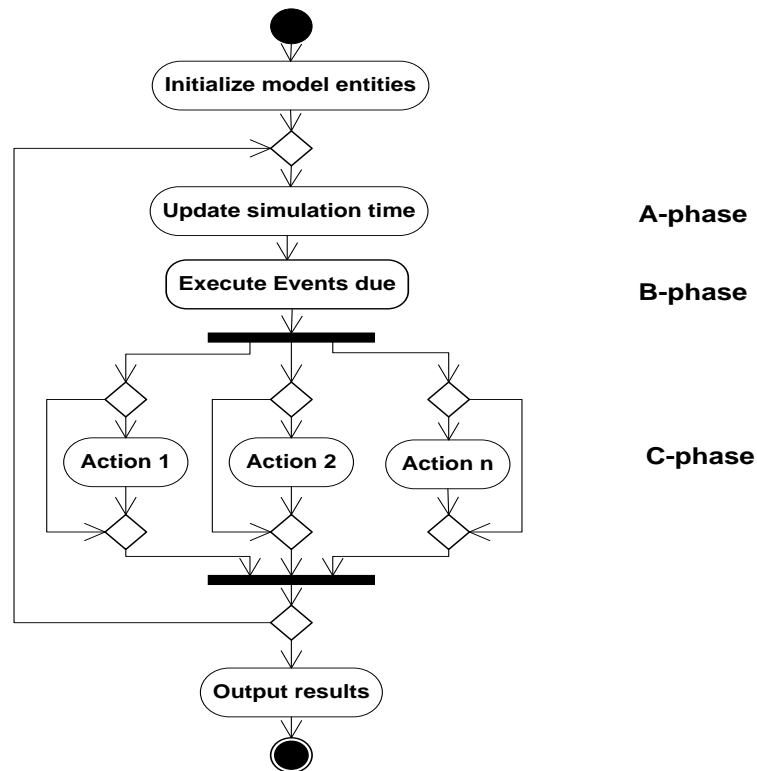 Initialize model entities
Update simulation time
A-phase
Execute Events due
B-phase
Action 1
Action 2
Action n
C-phase
Output results